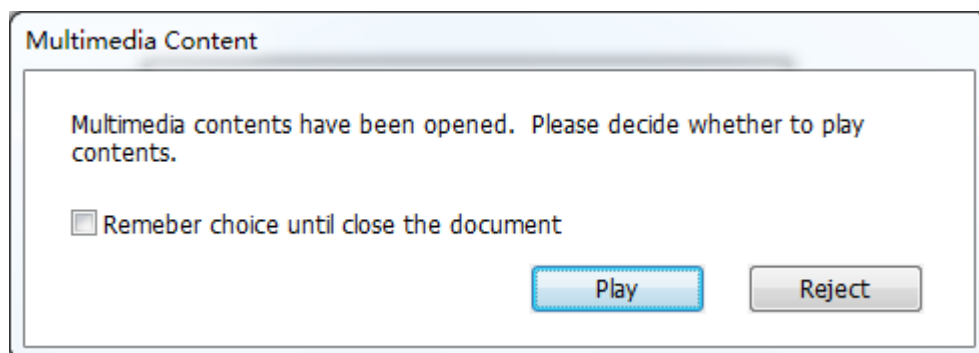 Multimedia Content
Multimedia contents have been opened.  Please decide whether to play
contents.
Remeber choice until close the document
Play
Reject